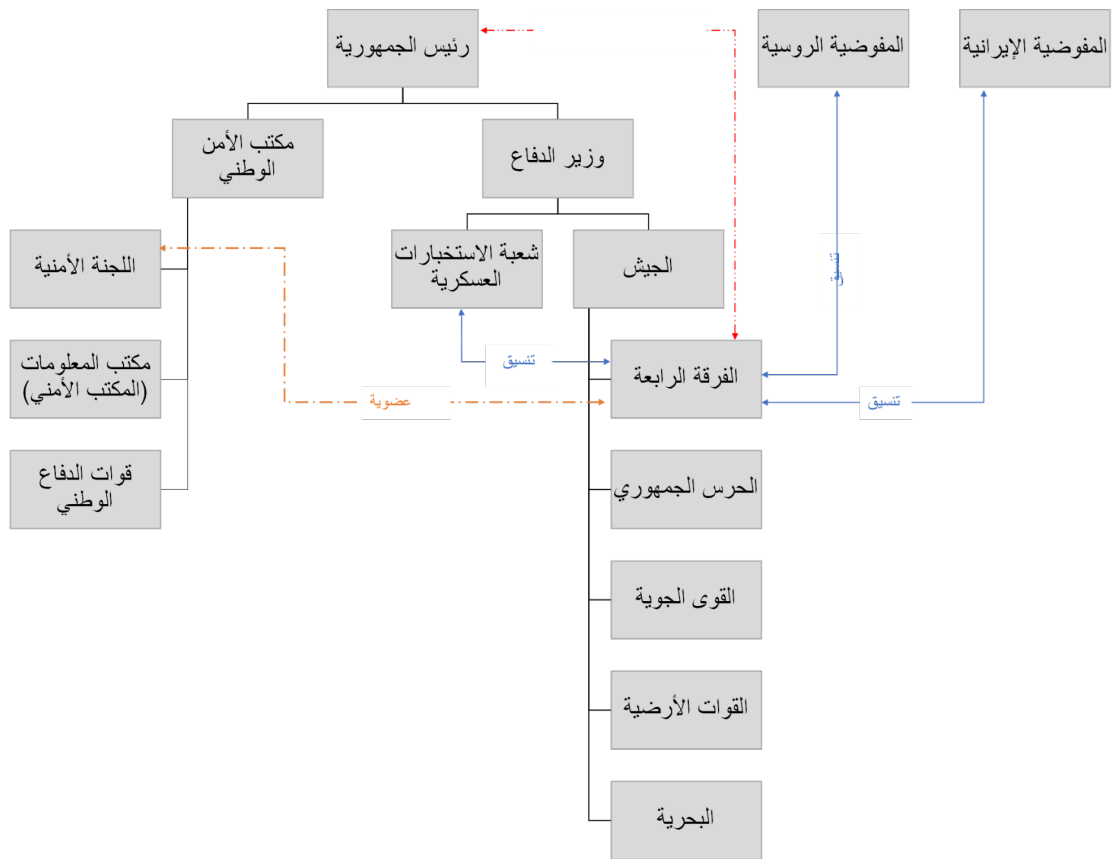 رئيس الجمهورية
المفوضية الروسية
المفوضية الإيرانية
مكتب الأمن
الوطني
وزير الدفاع
اللجنة الأمنية
شعبة الاستخبارات
العسكرية
الجيش
تنسيق
مكتب المعلومات
(المكتب الأمني)
تنسيق
الفرقة الرابعة
عضوية
تنسيق
قوات الدفاع
الوطني
الحرس الجمهوري
القوى الجوية
القوات الأرضية
البحرية